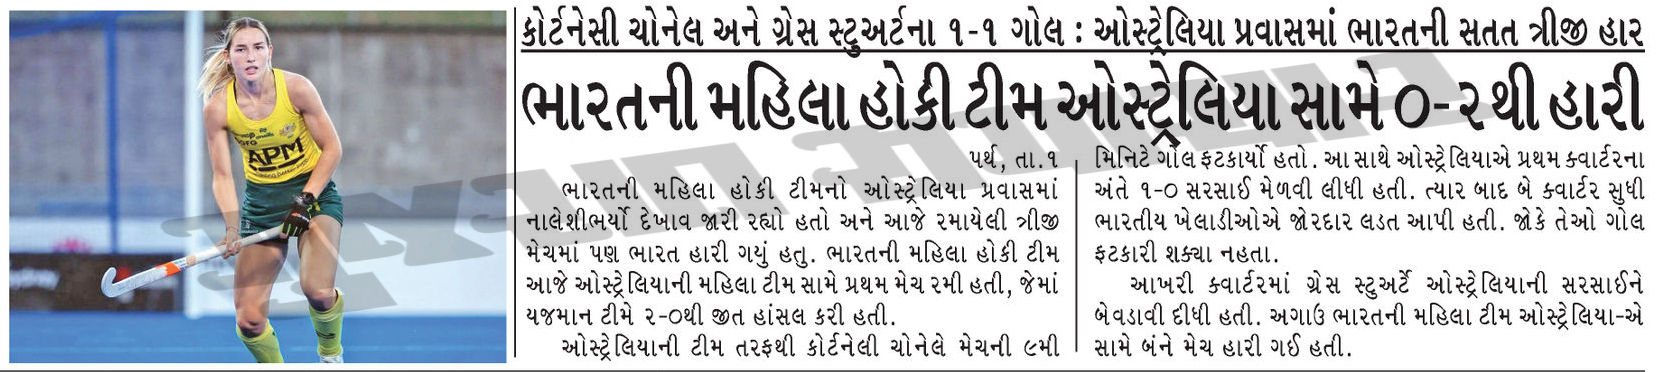 કોર્ટનેસી ચોનેલ અને ગ્રેસ સ્ટુઅર્ટના ૧-૧ ગોલ : ઓસ્ટ્રેલિયા પ્રવાસમાં ભારતની સતત ત્રીજી હાર
ભારતની મહિલા હોકી ટીમ ઓસ્ટ્રેલિયા સામે ૦-૨થી હારી
પર્થ, તા.૧
ભારતની મહિલા હોકી ટીમનો ઓસ્ટ્રેલિયા પ્રવાસમાં
નાલેશીભર્યો દેખાવ જારી રહ્યો હતો અને આજે રમાયેલી ત્રીજી
મેચમાં પણ ભારત હારી ગયું હતુ. ભારતની મહિલા હોકી ટીમ
આજે ઓસ્ટ્રેલિયાની મહિલા ટીમ સામે પ્રથમ મેચ રમી હતી, જેમાં
યજમાન ટીમે ૨-૦થી જીત હાંસલ કરી હતી.
ઓસ્ટ્રેલિયાની ટીમ તરફથી કોર્ટનેલી ચોનેલે મેચની ૯મી
મિનિટે ગોલ ફટકાર્યો હતો. આ સાથે ઓસ્ટ્રેલિયાએ પ્રથમ ક્વાર્ટરના
અંતે ૧-૦ સરસાઈ મેળવી લીધી હતી. ત્યાર બાદ બે ક્વાર્ટર સુધી
ભારતીય ખેલાડીઓએ જોરદાર લડત આપી હતી. જોકે તેઓ ગોલ
ફટકારી શક્યા નહતા.
આખરી ક્વાર્ટરમાં ગ્રેસ સ્ટુઅર્ટે ઓસ્ટ્રેલિયાની સરસાઈને
બેવડાવી દીધી હતી. અગાઉ ભારતની મહિલા ટીમ ઓસ્ટ્રેલિયા-એ
સામે બંને મેચ હારી ગઈ હતી.
APM